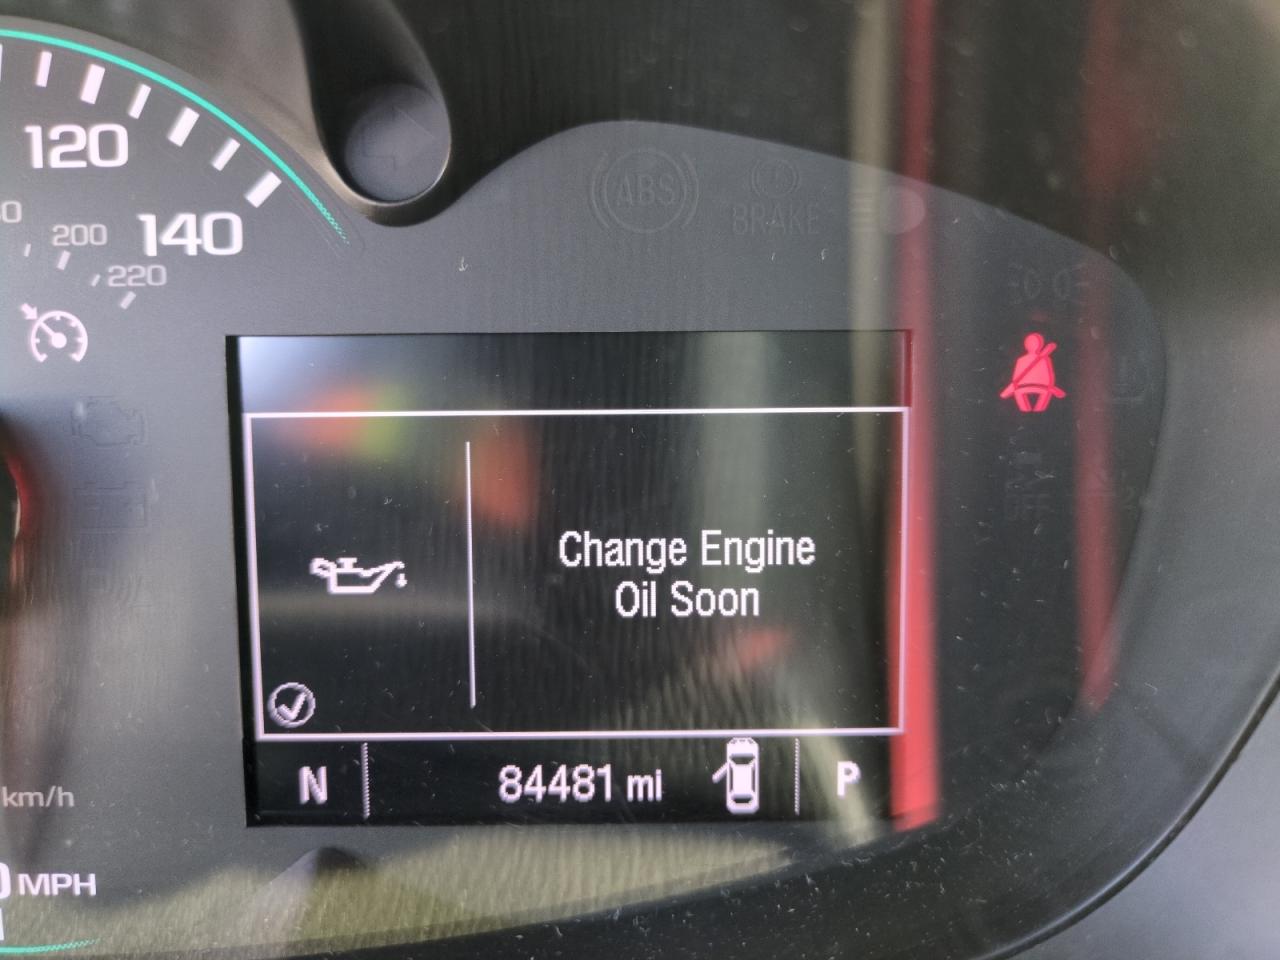 120
200
140
220
ABS
BRAKE
Change Engine
Oil Soon
N
84481 mi
P
km/h
MPH